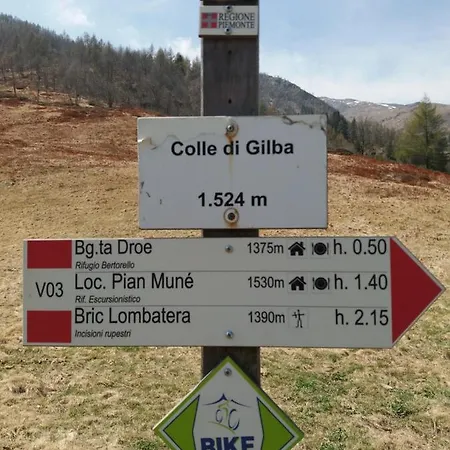 REGIONE
PIEMONTE
Colle di Gilba
1.524 m
Bg.ta Droe 1375m h. 0.50
Rifugio Bertorello
V03 Loc. Pian Muné 1530m h. 1.40
Rif. Escursionistico
Bric Lombatera 1390m h. 2.15
Incisioni rupestri
BIKE